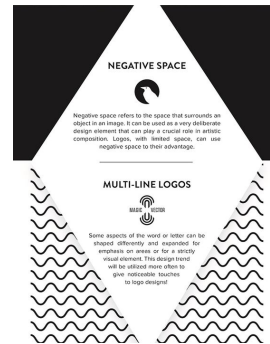 NEGATIVE SPACE
Negative space refers to the space that surrounds an
object in an image. It can be used as a very deliberate
design element that can play a crucial role in artistic
composition. Logos, with limited space, can use
negative space to their advantage.
MULTI-LINE LOGOS
MAGIC VECTION
Some aspects of the word or letter can be
shaped differently and expanded for
emphasis on areas or for a strictly
visual element. This design trend
will be utilized more often to
give noticeable touches
to logo designs!